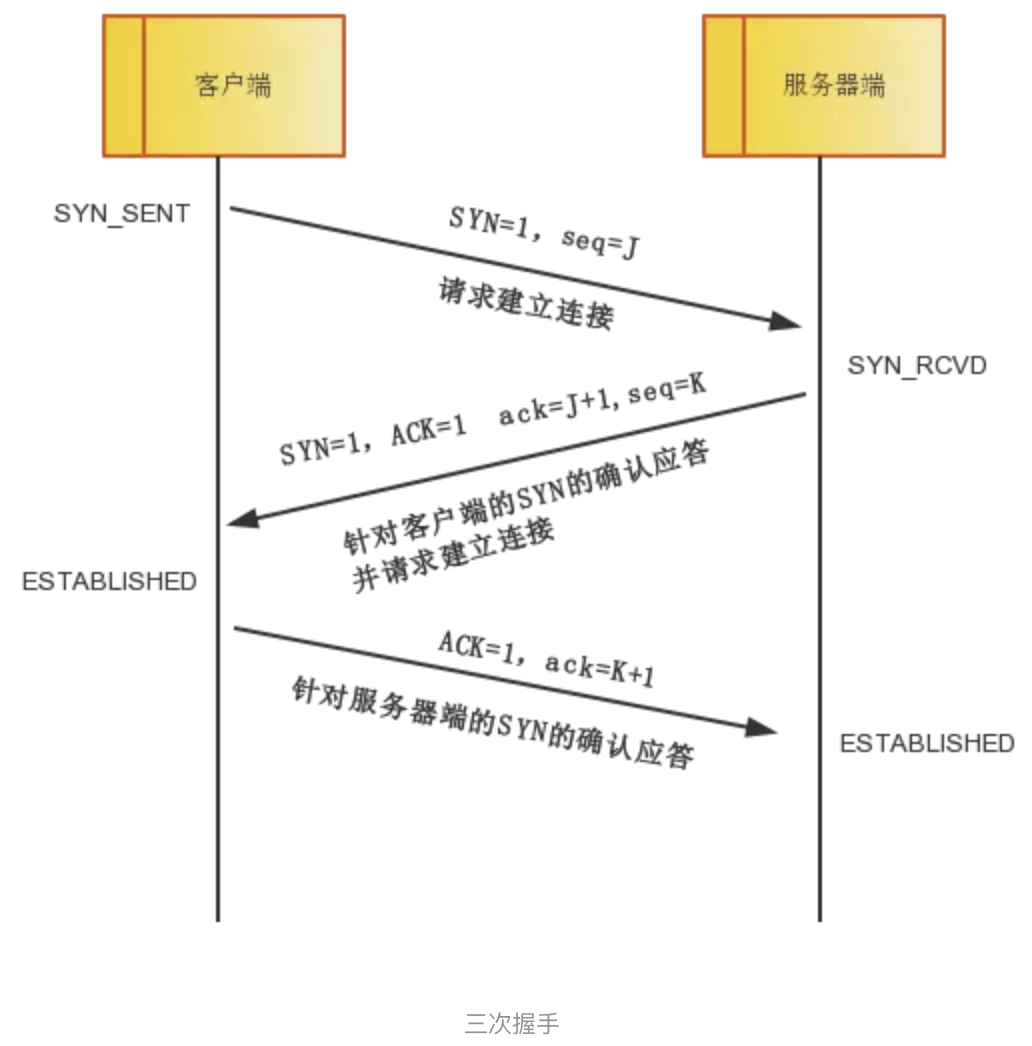 客户端
服务器端
SYN_SENT
SYN=1, seq=J
请求建立连接
SYN_RCVD
SYN=1, ACK=1  ack=J+1,seq=K
针对客户端的SYN的确认应答
并请求建立连接
ESTABLISHED
ACK=1, ack=K+1
针对服务器端的SYN的确认应答
ESTABLISHED
三次握手